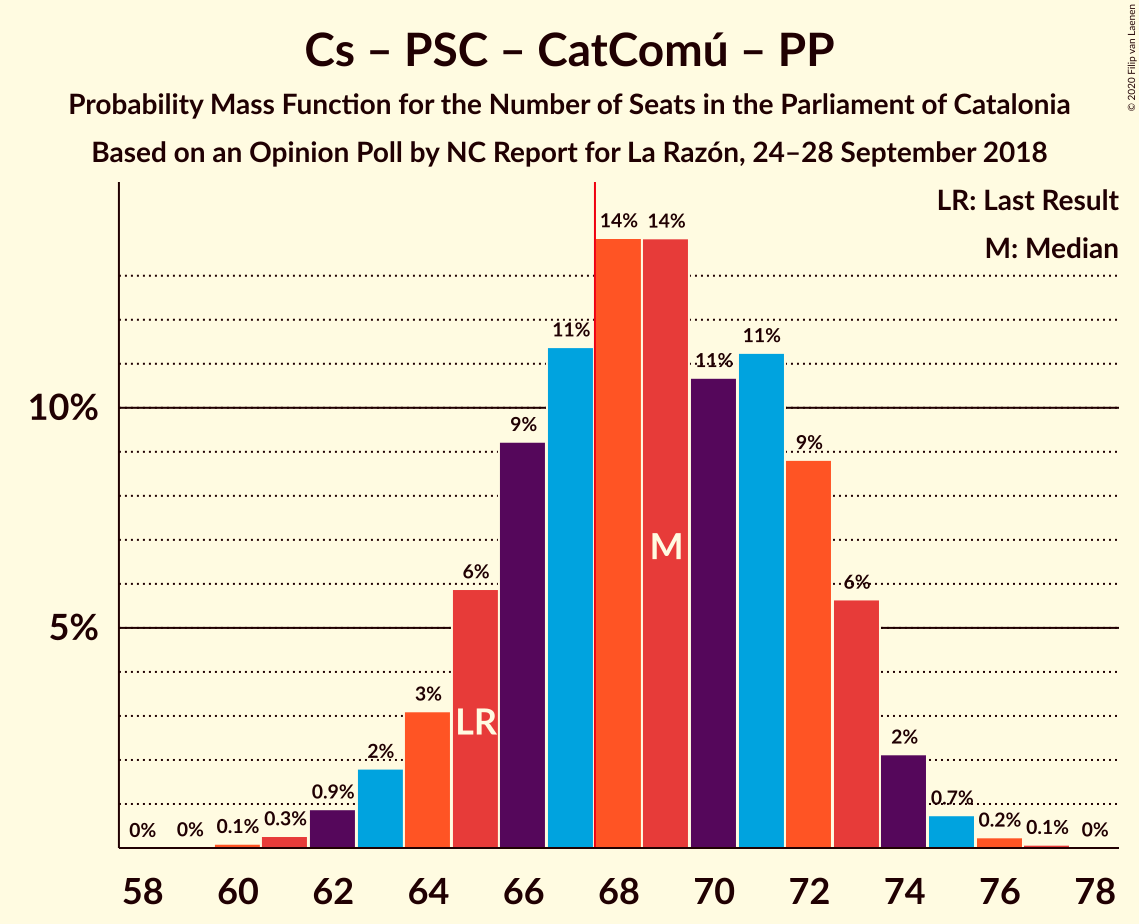 Cs – PSC – CatComú – PP
Probability Mass Function for the Number of Seats in the Parliament of Catalonia
Based on an Opinion Poll by NC Report for La Razón, 24–28 September 2018
© 2020 Filip van Laenen
LR: Last Result
M: Median
10%
5%
0% 0% 0.1% 0.3% 0.9% 2% 3% 6% 9% 11% 14% 14% 11% 11% 9% 6% 2% 0.7% 0.2% 0.1% 0%
LR
M
58 60 62 64 66 68 70 72 74 76 78